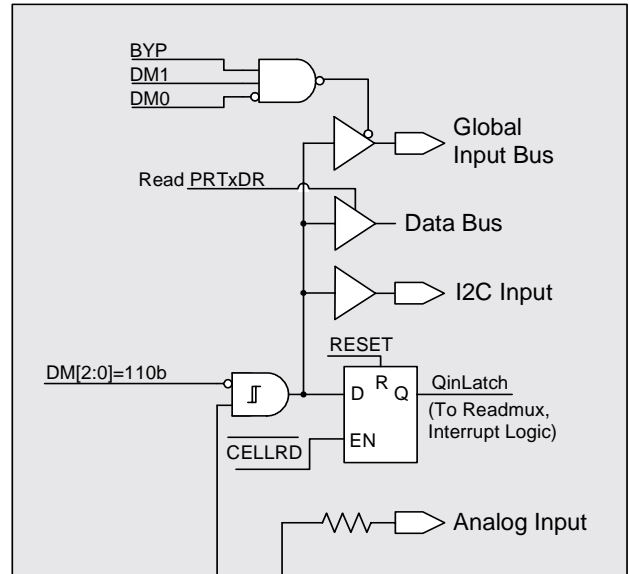 BYP
DM1
DM0
Global
Input Bus
Read PRTxDR
Data Bus
I2C Input
RESET
DM[2:0]=110b
D
R
Q
QinLatch
(To Readmux,
Interrupt Logic)
EN
CELLRD
Analog Input